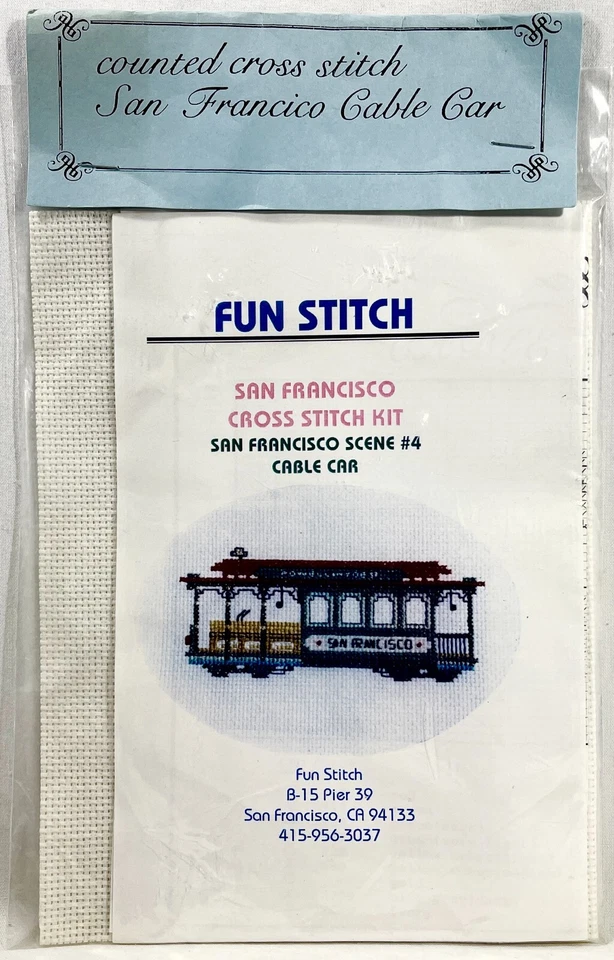 counted cross stitch
San Francico Cable Car
FUN STITCH
SAN FRANCISCO
CROSS STITCH KIT
SAN FRANCISCO SCENE #4
CABLE CAR
SAN FRANCISCO
Fun Stitch
B-15 Pier 39
San Francisco, CA 94133
415-956-3037